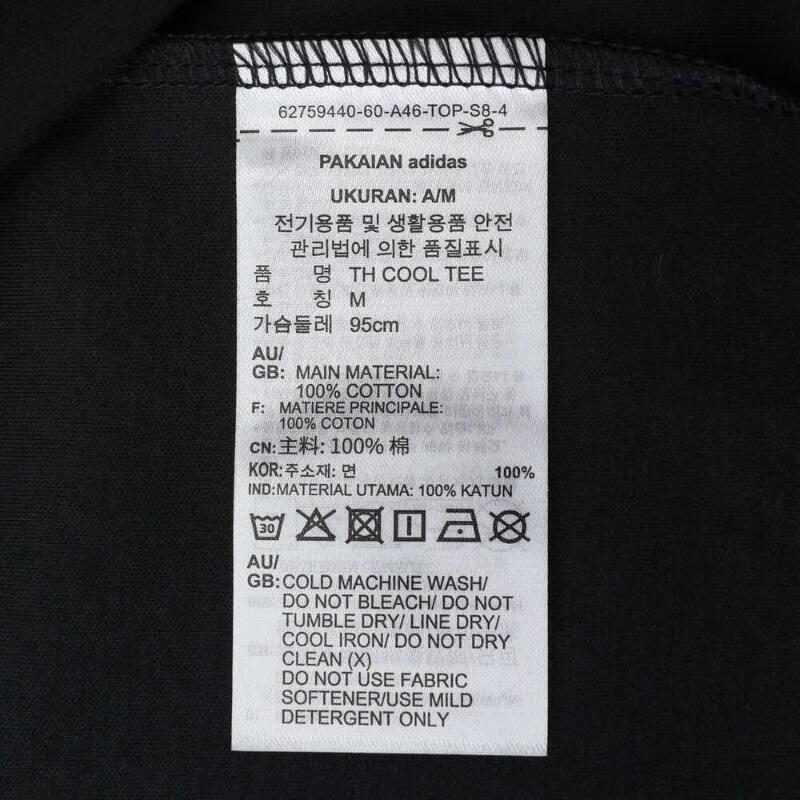 62759440-60-A46-TOP-S8-4
PAKAIAN adidas
UKURAN: A/M
전기용품 및 생활용품 안전
관리법에 의한 품질표시
품 명 TH COOL TEE
호 칭 M
가슴둘레 95cm
AU/
GB: MAIN MATERIAL:
100% COTTON
F: MATIERE PRINCIPALE:
100% COTON
CN: 主料: 100% 棉
KOR: 주소재: 면 100%
IND: MATERIAL UTAMA: 100% KATUN
30
AU/
GB: COLD MACHINE WASH/
DO NOT BLEACH/ DO NOT
TUMBLE DRY/ LINE DRY/
COOL IRON/ DO NOT DRY
CLEAN (X)
DO NOT USE FABRIC
SOFTENER/USE MILD
DETERGENT ONLY